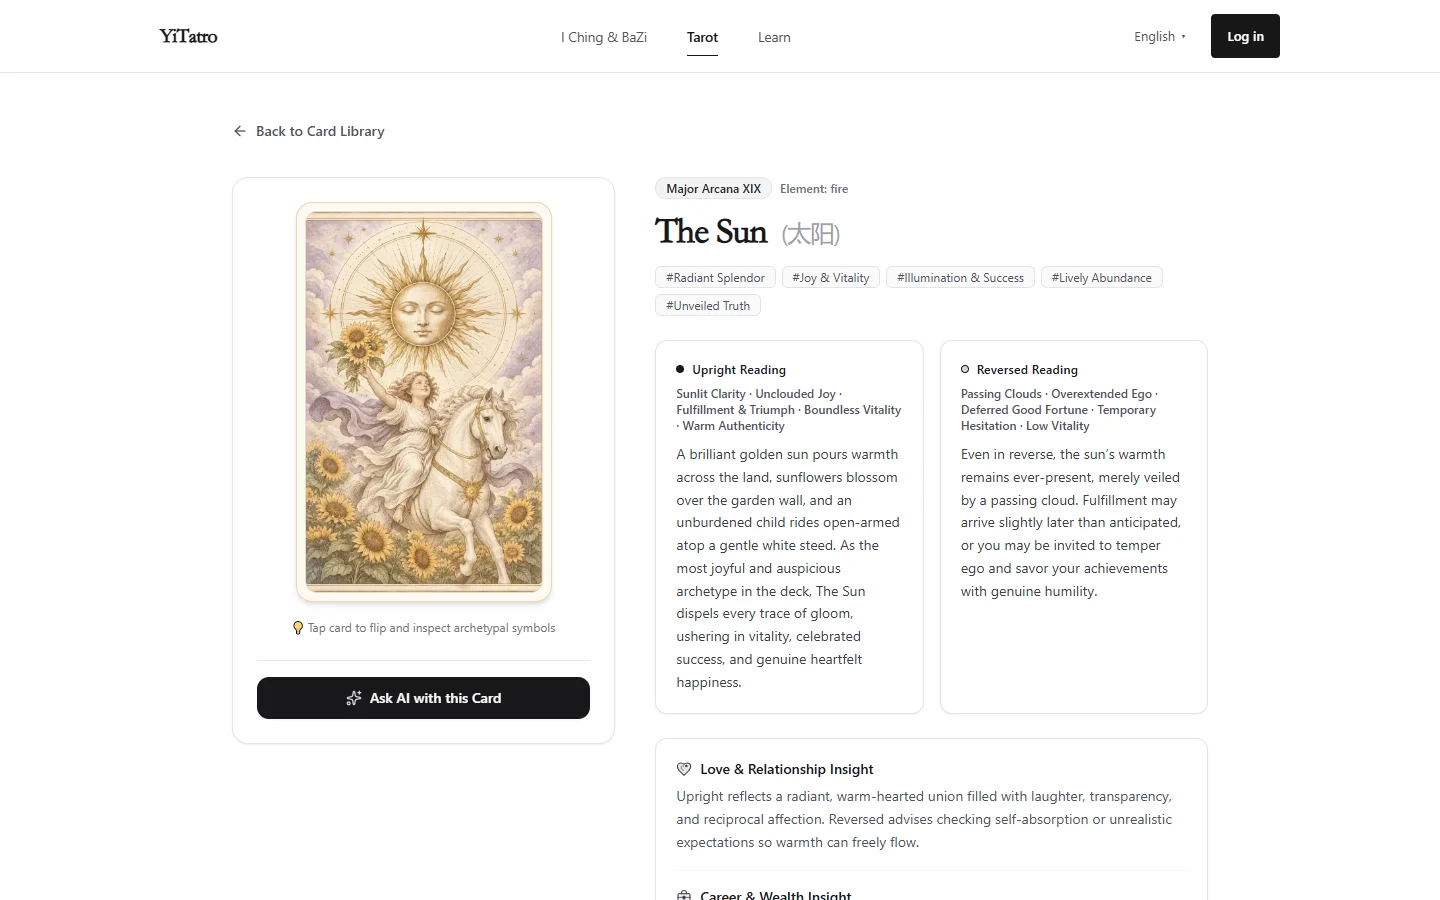 YiTatro
I Ching & BaZi
Tarot
Learn
English
Log in
Back to Card Library
Tap card to flip and inspect archetypal symbols
Ask AI with this Card
Major Arcana XIX
Element: fire
The Sun (太阳)
#Radiant Splendor
#Joy & Vitality
#Illumination & Success
#Lively Abundance
#Unveiled Truth
Upright Reading
Sunlit Clarity · Unclouded Joy ·
Fulfillment & Triumph · Boundless Vitality
· Warm Authenticity
A brilliant golden sun pours warmth
across the land, sunflowers blossom
over the garden wall, and an
unburdened child rides open-armed
atop a gentle white steed. As the
most joyful and auspicious
archetype in the deck, The Sun
dispels every trace of gloom,
ushering in vitality, celebrated
success, and genuine heartfelt
happiness.
Reversed Reading
Passing Clouds · Overextended Ego ·
Deferred Good Fortune · Temporary
Hesitation · Low Vitality
Even in reverse, the sun’s warmth
remains ever-present, merely veiled
by a passing cloud. Fulfillment may
arrive slightly later than anticipated,
or you may be invited to temper
ego and savor your achievements
with genuine humility.
Love & Relationship Insight
Upright reflects a radiant, warm-hearted union filled with laughter, transparency,
and reciprocal affection. Reversed advises checking self-absorption or unrealistic
expectations so warmth can freely flow.
Career & Wealth Insight